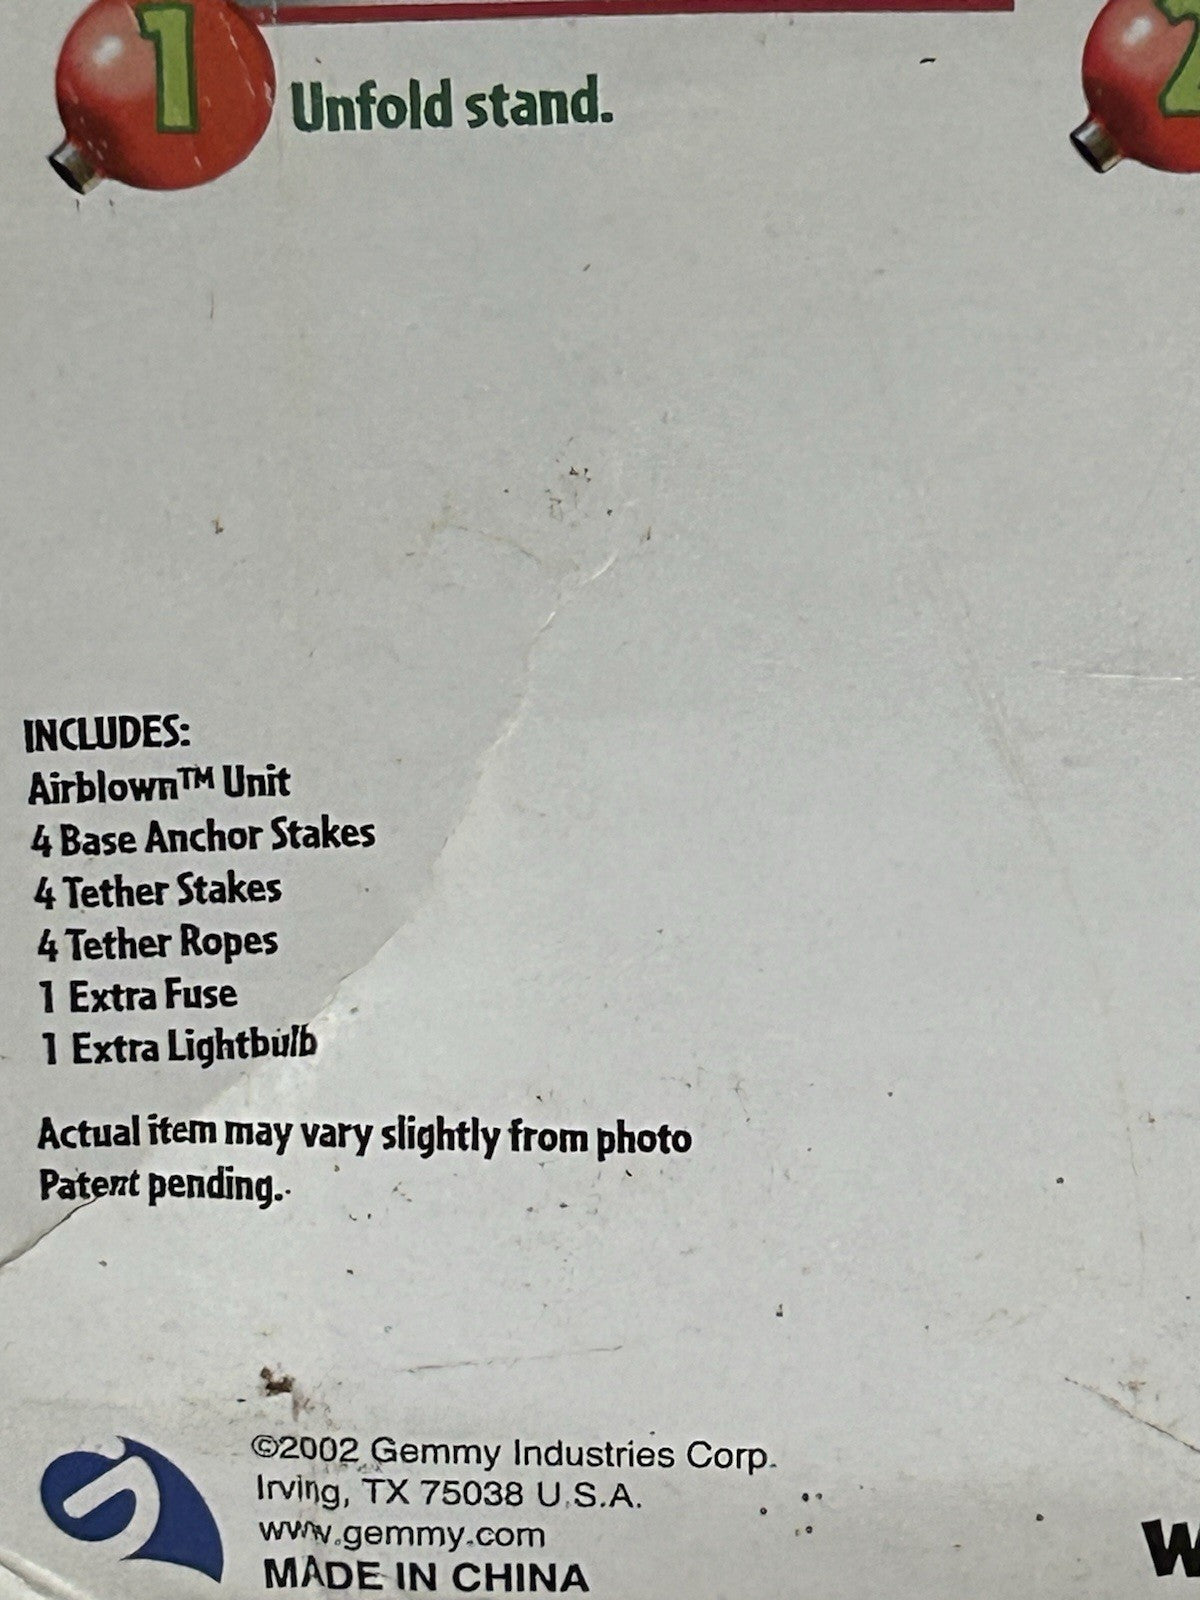 1
Unfold stand.
2
INCLUDES:
Airblown™ Unit
4 Base Anchor Stakes
4 Tether Stakes
4 Tether Ropes
1 Extra Fuse
1 Extra Lightbulb
Actual item may vary slightly from photo
Patent pending.
©2002 Gemmy Industries Corp.
Irving, TX 75038 U.S.A.
www.gemmy.com
MADE IN CHINA